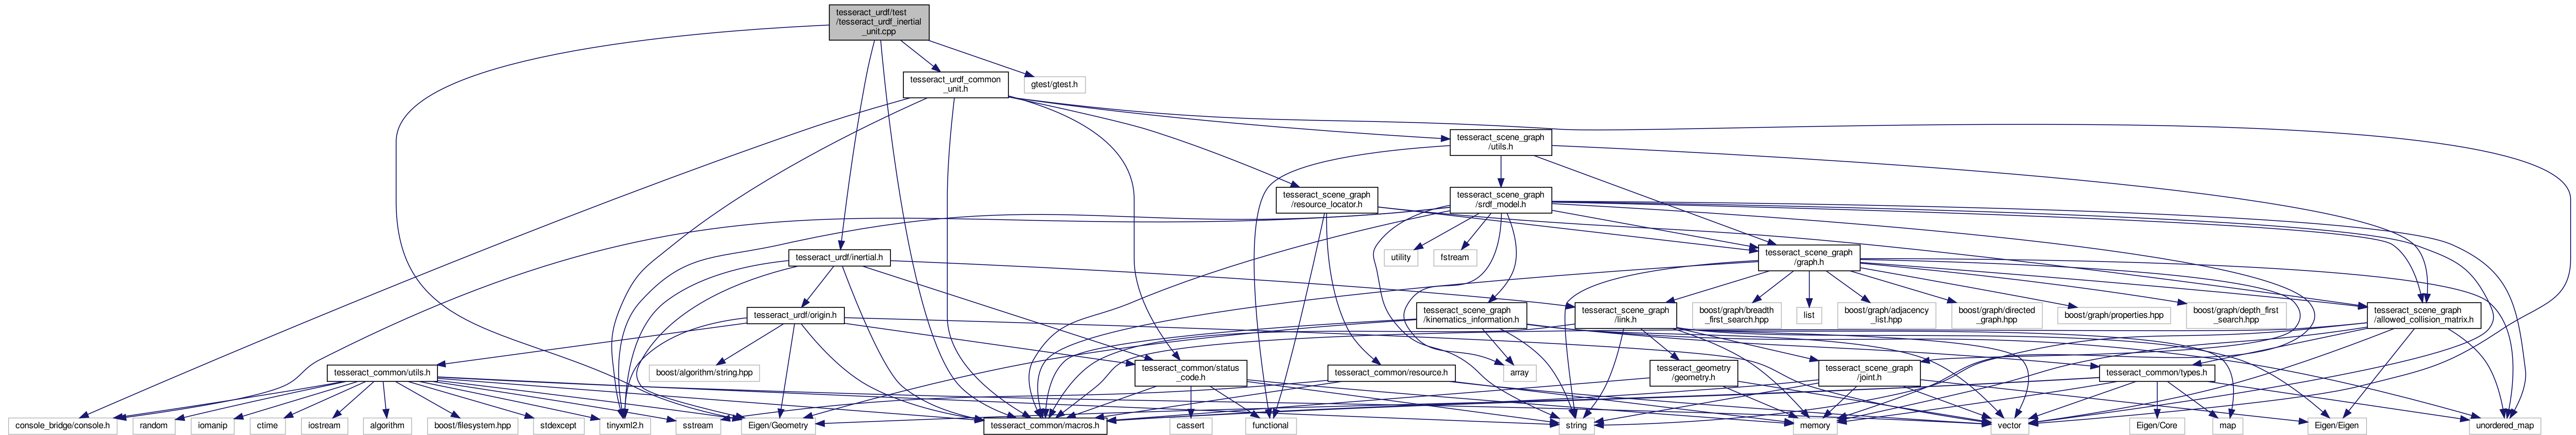 tesseract_urdf/test
/tesseract_urdf_inertial
_unit.cpp
tesseract_urdf_common
_unit.h
gtest/gtest.h
tesseract_scene_graph
/utils.h
tesseract_scene_graph
/resource_locator.h
tesseract_scene_graph
/srdf_model.h
tesseract_urdf/inertial.h
utility
fstream
tesseract_scene_graph
/graph.h
tesseract_urdf/origin.h
tesseract_scene_graph
/kinematics_information.h
tesseract_scene_graph
/link.h
boost/graph/breadth
_first_search.hpp
list
boost/graph/adjacency
_list.hpp
boost/graph/directed
_graph.hpp
boost/graph/properties.hpp
boost/graph/depth_first
_search.hpp
tesseract_scene_graph
/allowed_collision_matrix.h
tesseract_common/utils.h
boost/algorithm/string.hpp
tesseract_common/status
_code.h
tesseract_common/resource.h
array
tesseract_geometry
/geometry.h
tesseract_scene_graph
/joint.h
tesseract_common/types.h
console_bridge/console.h
random
iomanip
ctime
iostream
algorithm
boost/filesystem.hpp
stdexcept
tinyxml2.h
sstream
Eigen/Geometry
tesseract_common/macros.h
cassert
functional
string
memory
vector
Eigen/Core
map
Eigen/Eigen
unordered_map